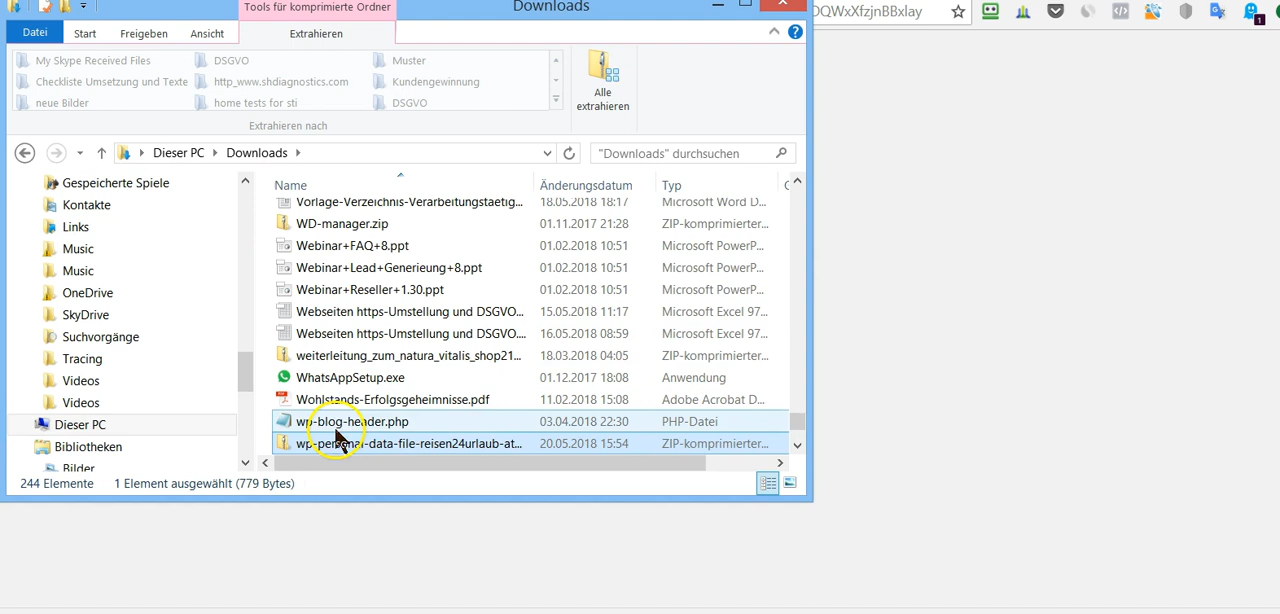 Tools für komprimierte Ordner
Downloads
DQWxXfzjnBBxlay
1
Datei
Start
Freigeben
Ansicht
Extrahieren
My Skype Received Files
DSGVO
Muster
Checkliste Umsetzung und Texte
http_www.shdiagnostics.com
Kundengewinnung
neue Bilder
home tests for sti
DSGVO
Alle
extrahieren
Extrahieren nach
Dieser PC
Downloads
"Downloads" durchsuchen
Name
Änderungsdatum
Typ
Gespeicherte Spiele
Kontakte
Links
Music
Music
OneDrive
SkyDrive
Suchvorgänge
Tracing
Videos
Videos
Dieser PC
Bibliotheken
Bilder
Vorlage-Verzeichnis-Verarbeitungstaetig... 18.05.2018 18:17 Microsoft Word D...
WD-manager.zip 01.11.2017 21:28 ZIP-komprimierter...
Webinar+FAQ+8.ppt 01.02.2018 10:51 Microsoft PowerP...
Webinar+Lead+Generieung+8.ppt 01.02.2018 10:51 Microsoft PowerP...
Webinar+Reseller+1.30.ppt 01.02.2018 10:51 Microsoft PowerP...
Webseiten https-Umstellung und DSGVO.... 15.05.2018 11:17 Microsoft Excel 97...
Webseiten https-Umstellung und DSGVO.... 16.05.2018 08:59 Microsoft Excel 97...
weiterleitung_zum_natura_vitalis_shop21... 18.03.2018 04:05 ZIP-komprimierter...
WhatsAppSetup.exe 01.12.2017 18:08 Anwendung
Wohlstands-Erfolgsgeheimnisse.pdf 11.02.2018 15:08 Adobe Acrobat D...
wp-blog-header.php 03.04.2018 22:30 PHP-Datei
wp-personal-data-file-reisen24urlaub-at... 20.05.2018 15:54 ZIP-komprimierter...
244 Elemente
1 Element ausgewählt (779 Bytes)